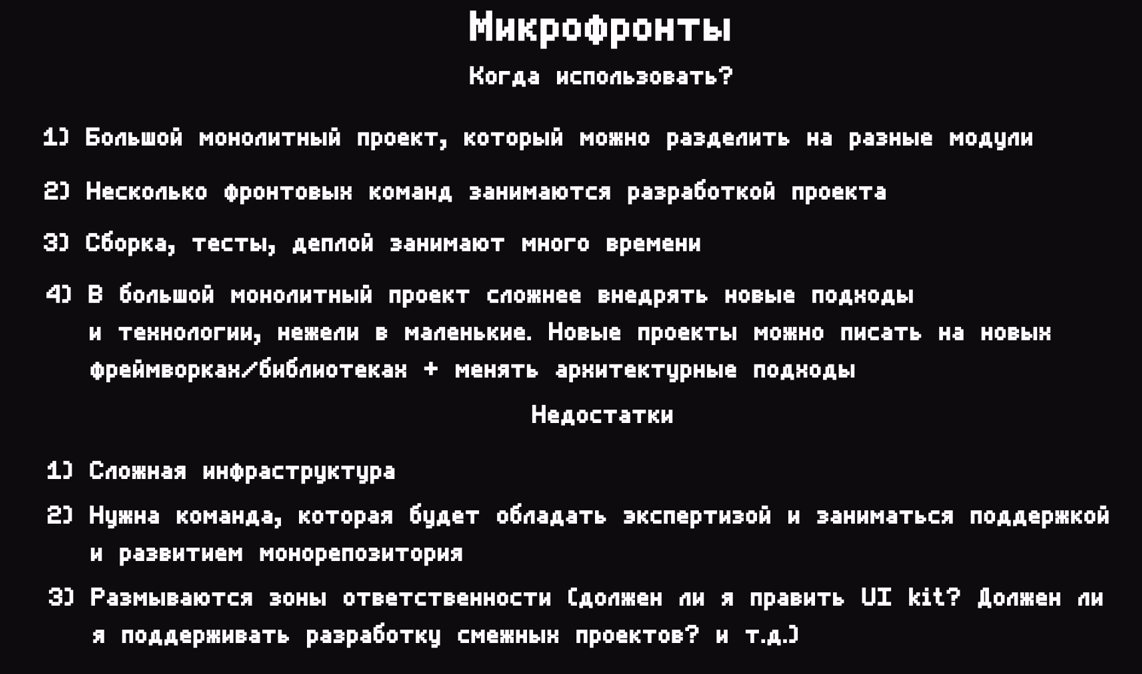 Микрофронты
Когда использовать?
1) Большой монолитный проект, который можно разделить на разные модули
2) Несколько фронтовых команд занимаются разработкой проекта
3) Сборка, тесты, деплой занимают много времени
4) В большой монолитный проект сложнее внедрять новые подходы
и технологии, нежели в маленькие. Новые проекты можно писать на новых
фреймворках/библиотеках + менять архитектурные подходы
Недостатки
1) Сложная инфраструктура
2) Нужна команда, которая будет обладать экспертизой и заниматься поддержкой
и развитием монорепозитория
3) Размываются зоны ответственности (должен ли я править UI kit? Должен ли
я поддерживать разработку смежных проектов? и т.д.)